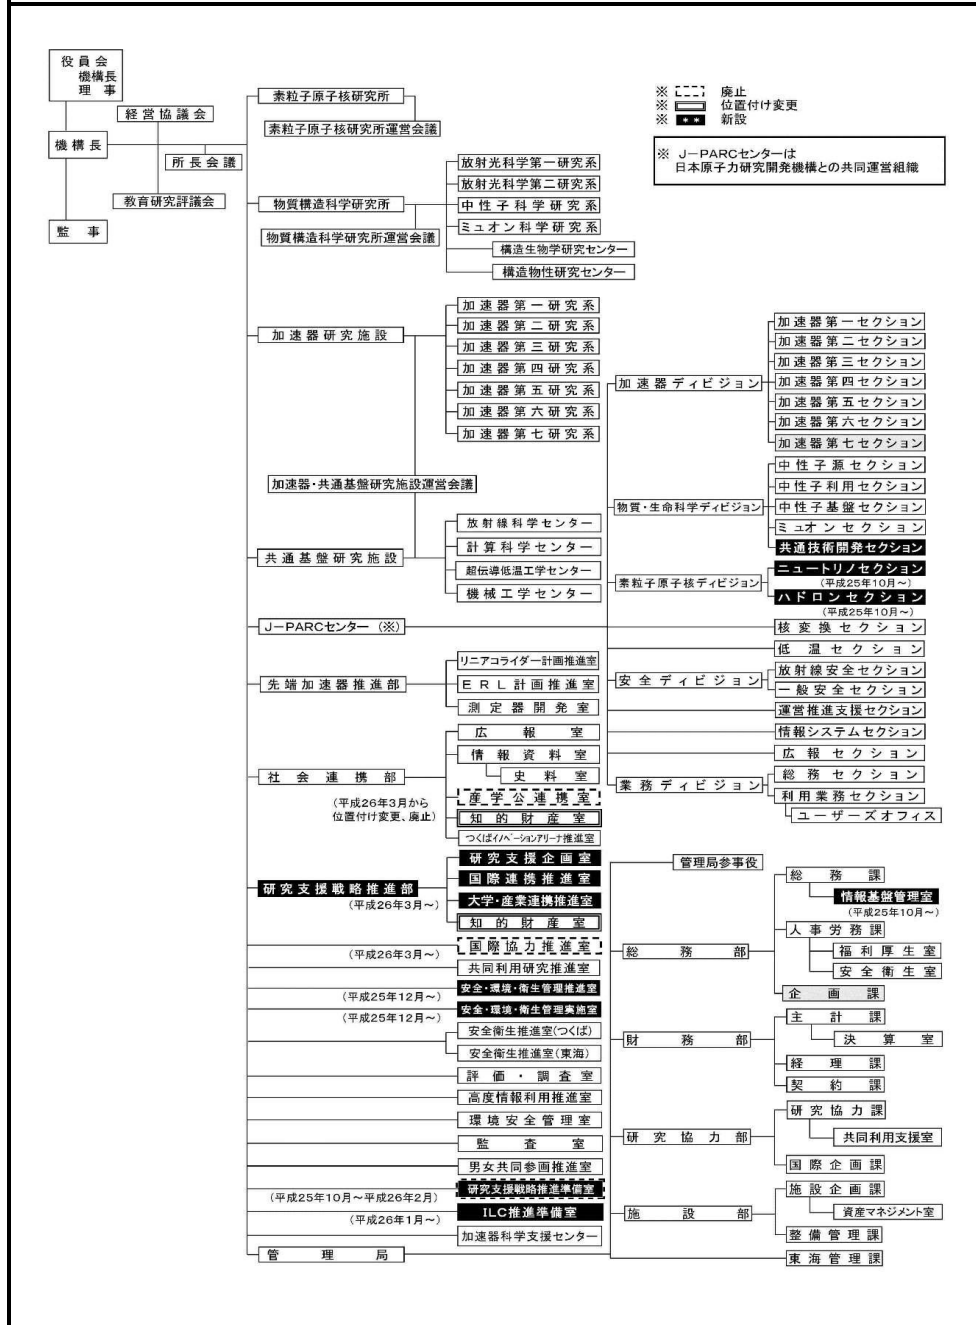 役員会
機構長
理事
経営協議会
機構長
所長会議
教育研究評議会
監事
※ 廃止
※ 位置付け変更
※ ** 新設
※ J-PARCセンターは
日本原子力研究開発機構との共同運営組織
素粒子原子核研究所
素粒子原子核研究所運営会議
物質構造科学研究所
物質構造科学研究所運営会議
放射光科学第一研究系
放射光科学第二研究系
中性子科学研究系
ミュオン科学研究系
構造生物学研究センター
構造物性研究センター
加速器研究施設
加速器第一研究系
加速器第二研究系
加速器第三研究系
加速器第四研究系
加速器第五研究系
加速器第六研究系
加速器第七研究系
加速器・共通基盤研究施設運営会議
共通基盤研究施設
放射線科学センター
計算科学センター
超伝導低温工学センター
機械工学センター
J-PARCセンター (※)
加速器ディビジョン
加速器第一セクション
加速器第二セクション
加速器第三セクション
加速器第四セクション
加速器第五セクション
加速器第六セクション
加速器第七セクション
物質・生命科学ディビジョン
中性子源セクション
中性子利用セクション
中性子基盤セクション
ミュオンセクション
共通技術開発セクション
素粒子原子核ディビジョン
ニュートリノセクション
(平成25年10月~)
ハドロンセクション
(平成25年10月~)
核変換セクション
低温セクション
安全ディビジョン
放射線安全セクション
一般安全セクション
運営推進支援セクション
情報システムセクション
広報セクション
業務ディビジョン
総務セクション
利用業務セクション
ユーザーズオフィス
先端加速器推進部
リニアコライダー計画推進室
ERL計画推進室
測定器開発室
社会連携部
(平成26年3月から
位置付け変更、廃止)
広報室
情報資料室
史料室
産学公連携室
知的財産室
つくばイノベーションアリーナ推進室
研究支援戦略推進部
(平成26年3月~)
研究支援企画室
国際連携推進室
大学・産業連携推進室
知的財産室
国際協力推進室
(平成26年3月~)
共同利用研究推進室
安全・環境・衛生管理推進室
(平成25年12月~)
安全・環境・衛生管理実施室
(平成25年12月~)
安全衛生推進室(つくば)
安全衛生推進室(東海)
評価・調査室
高度情報利用推進室
環境安全管理室
監査室
男女共同参画推進室
研究支援戦略推進準備室
(平成25年10月~平成26年2月)
ILC推進準備室
(平成26年1月~)
加速器科学支援センター
管理局
管理局参事役
総務部
総務課
情報基盤管理室
(平成25年10月~)
人事労務課
福利厚生室
安全衛生室
企画課
財務部
主計課
決算室
経理課
契約課
研究協力部
研究協力課
共同利用支援室
国際企画課
施設部
施設企画課
資産マネジメント室
整備管理課
東海管理課